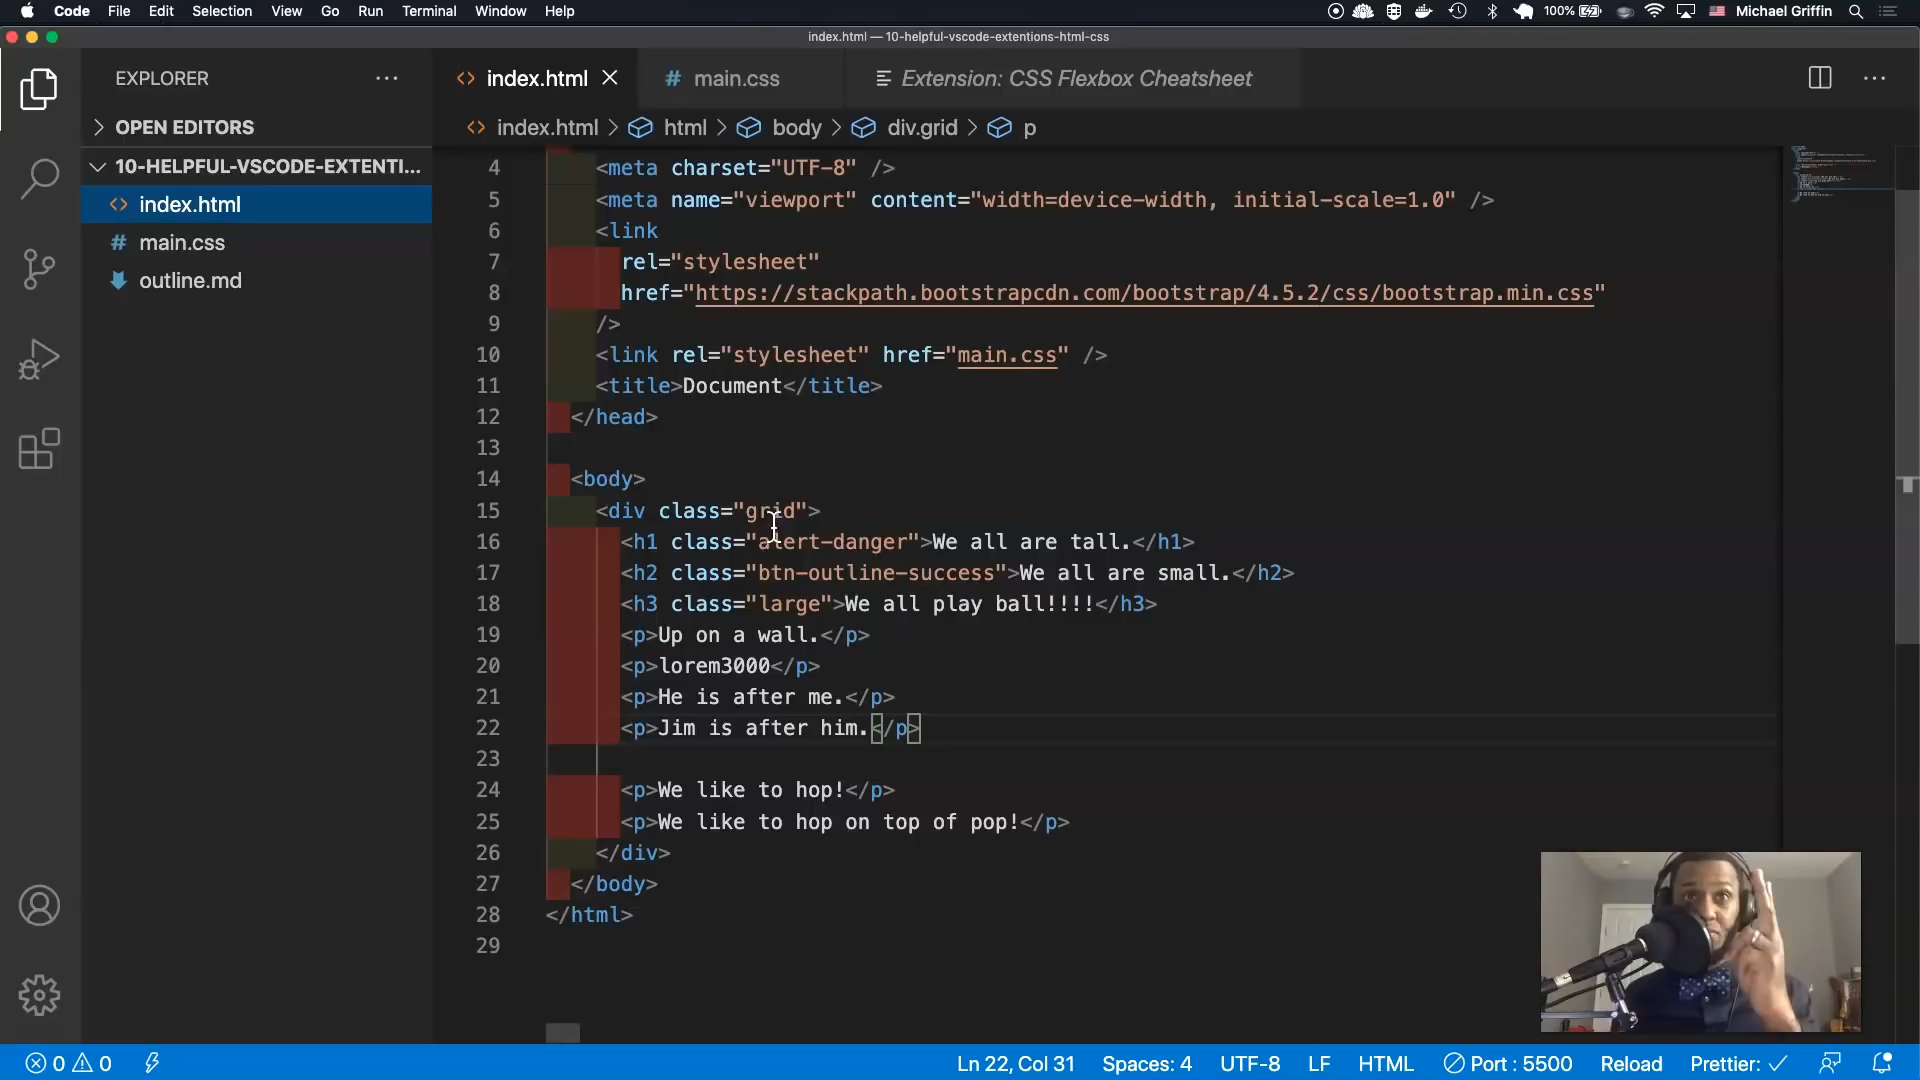 Code File Edit Selection View Go Run Terminal Window Help 100% Michael Griffin
index.html — 10-helpful-vscode-extentions-html-css
EXPLORER
OPEN EDITORS
10-HELPFUL-VSCODE-EXTENTI...
index.html
main.css
outline.md
index.html main.css Extension: CSS Flexbox Cheatsheet
index.html > html > body > div.grid > p
4 <meta charset="UTF-8" />
5 <meta name="viewport" content="width=device-width, initial-scale=1.0" />
6 <link
7 rel="stylesheet"
8 href="https://stackpath.bootstrapcdn.com/bootstrap/4.5.2/css/bootstrap.min.css"
9 />
10 <link rel="stylesheet" href="main.css" />
11 <title>Document</title>
12 </head>
13
14 <body>
15 <div class="grid">
16 <h1 class="alert-danger">We all are tall.</h1>
17 <h2 class="btn-outline-success">We all are small.</h2>
18 <h3 class="large">We all play ball!!!!</h3>
19 <p>Up on a wall.</p>
20 <p>lorem3000</p>
21 <p>He is after me.</p>
22 <p>Jim is after him.</p>
23
24 <p>We like to hop!</p>
25 <p>We like to hop on top of pop!</p>
26 </div>
27 </body>
28 </html>
29
0 0 Ln 22, Col 31 Spaces: 4 UTF-8 LF HTML Port : 5500 Reload Prettier: ✓